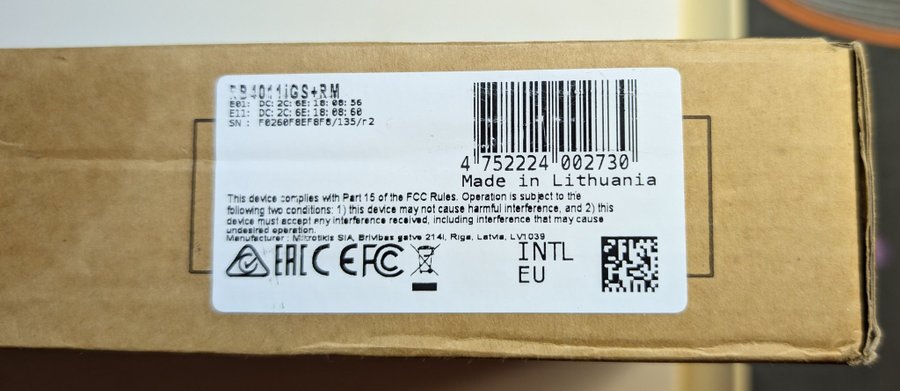 RB4011iGS+RM
E01: DC:2C:6E:18:08:56
E11: DC:2C:6E:18:08:60
SN : F0260F8EF8F8/135/r2
4 752224 002730
Made in Lithuania
This device complies with Part 15 of the FCC Rules. Operation is subject to the
following two conditions: 1) this device may not cause harmful interference, and 2) this
device must accept any interference received, including interference that may cause
undesired operation.
Manufacturer : Mikrotikls SIA, Brivibas gatve 214i, Riga, Latvia, LV1039
EAC CE FC
INTL
EU